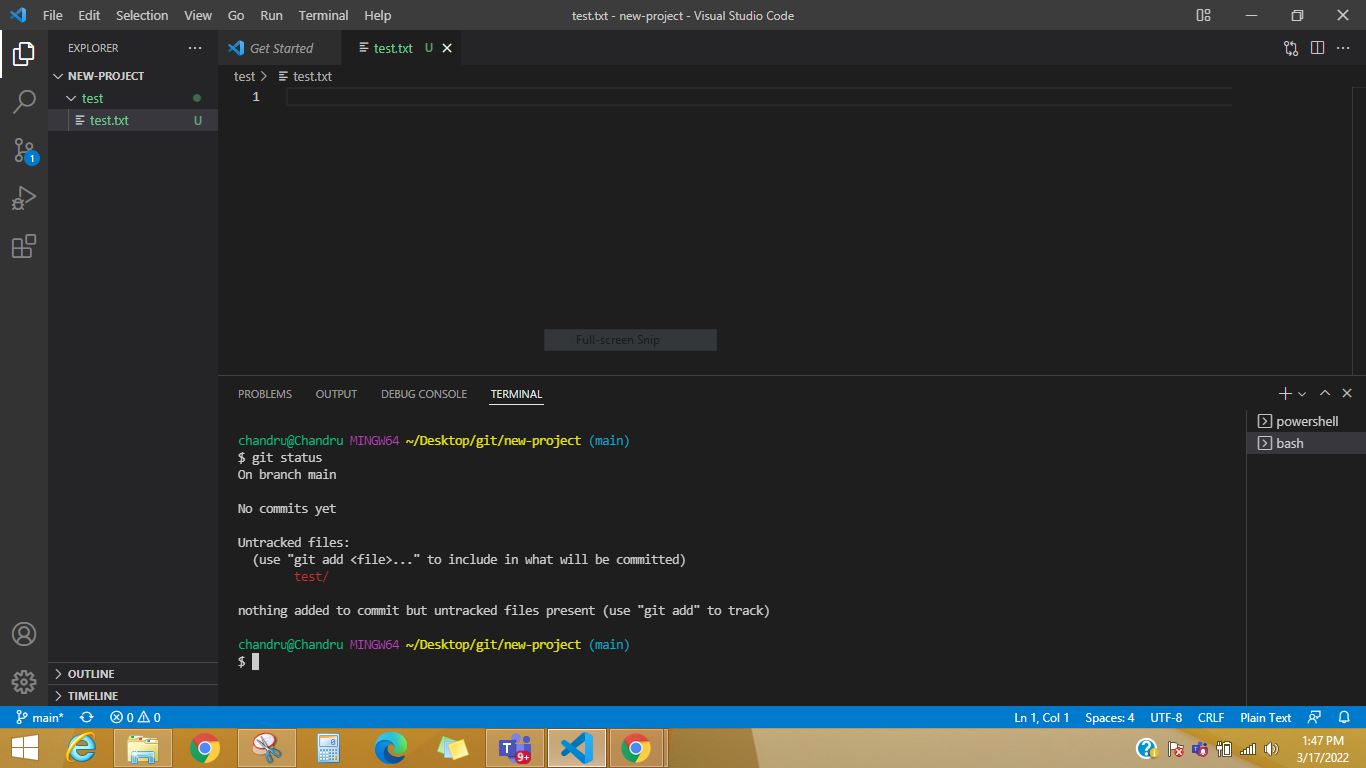 File Edit Selection View Go Run Terminal Help
test.txt - new-project - Visual Studio Code
EXPLORER
NEW-PROJECT
test
test.txt U
1
Get Started
test.txt U
test > test.txt
1
Full-screen Snip
PROBLEMS OUTPUT DEBUG CONSOLE TERMINAL
powershell
bash
chandru@Chandru MINGW64 ~/Desktop/git/new-project (main)
$ git status
On branch main
No commits yet
Untracked files:
(use "git add <file>..." to include in what will be committed)
test/
nothing added to commit but untracked files present (use "git add" to track)
chandru@Chandru MINGW64 ~/Desktop/git/new-project (main)
$
OUTLINE
TIMELINE
main* 0 0
Ln 1, Col 1 Spaces: 4 UTF-8 CRLF Plain Text
9+
1:47 PM
3/17/2022